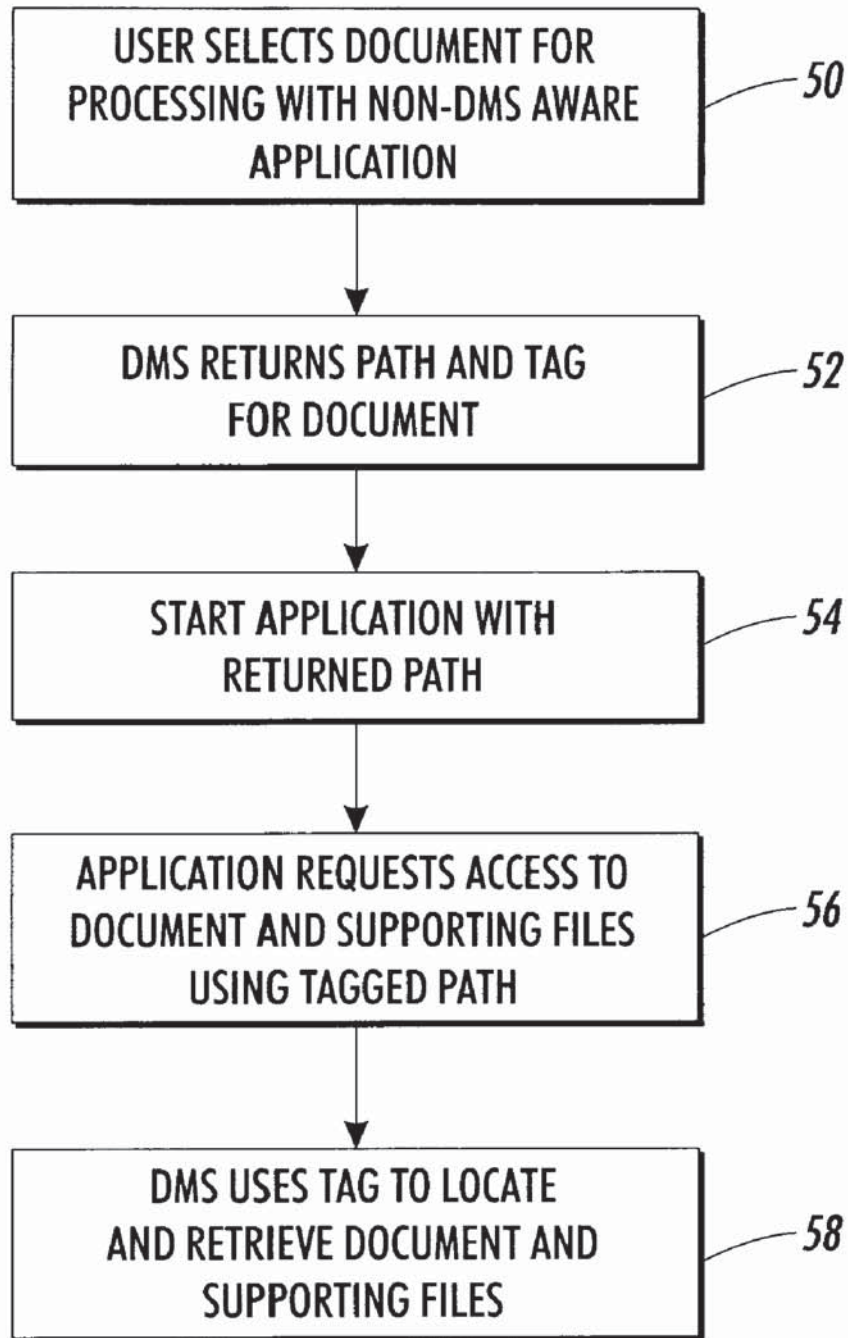 USER SELECTS DOCUMENT FOR
PROCESSING WITH NON-DMS AWARE
APPLICATION
50
DMS RETURNS PATH AND TAG
FOR DOCUMENT
52
START APPLICATION WITH
RETURNED PATH
54
APPLICATION REQUESTS ACCESS TO
DOCUMENT AND SUPPORTING FILES
USING TAGGED PATH
56
DMS USES TAG TO LOCATE
AND RETRIEVE DOCUMENT AND
SUPPORTING FILES
58